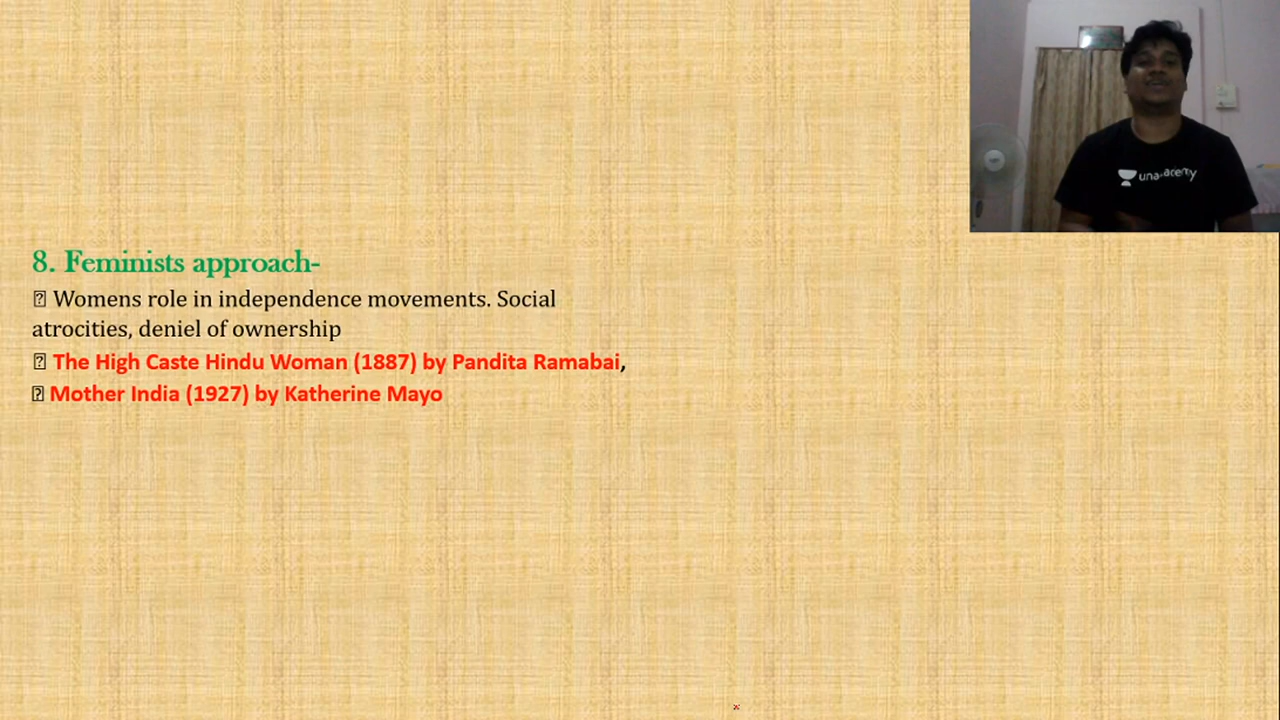 8. Feminists approach-
Womens role in independence movements. Social
atrocities, deniel of ownership
The High Caste Hindu Woman (1887) by Pandita Ramabai,
Mother India (1927) by Katherine Mayo
unacademy